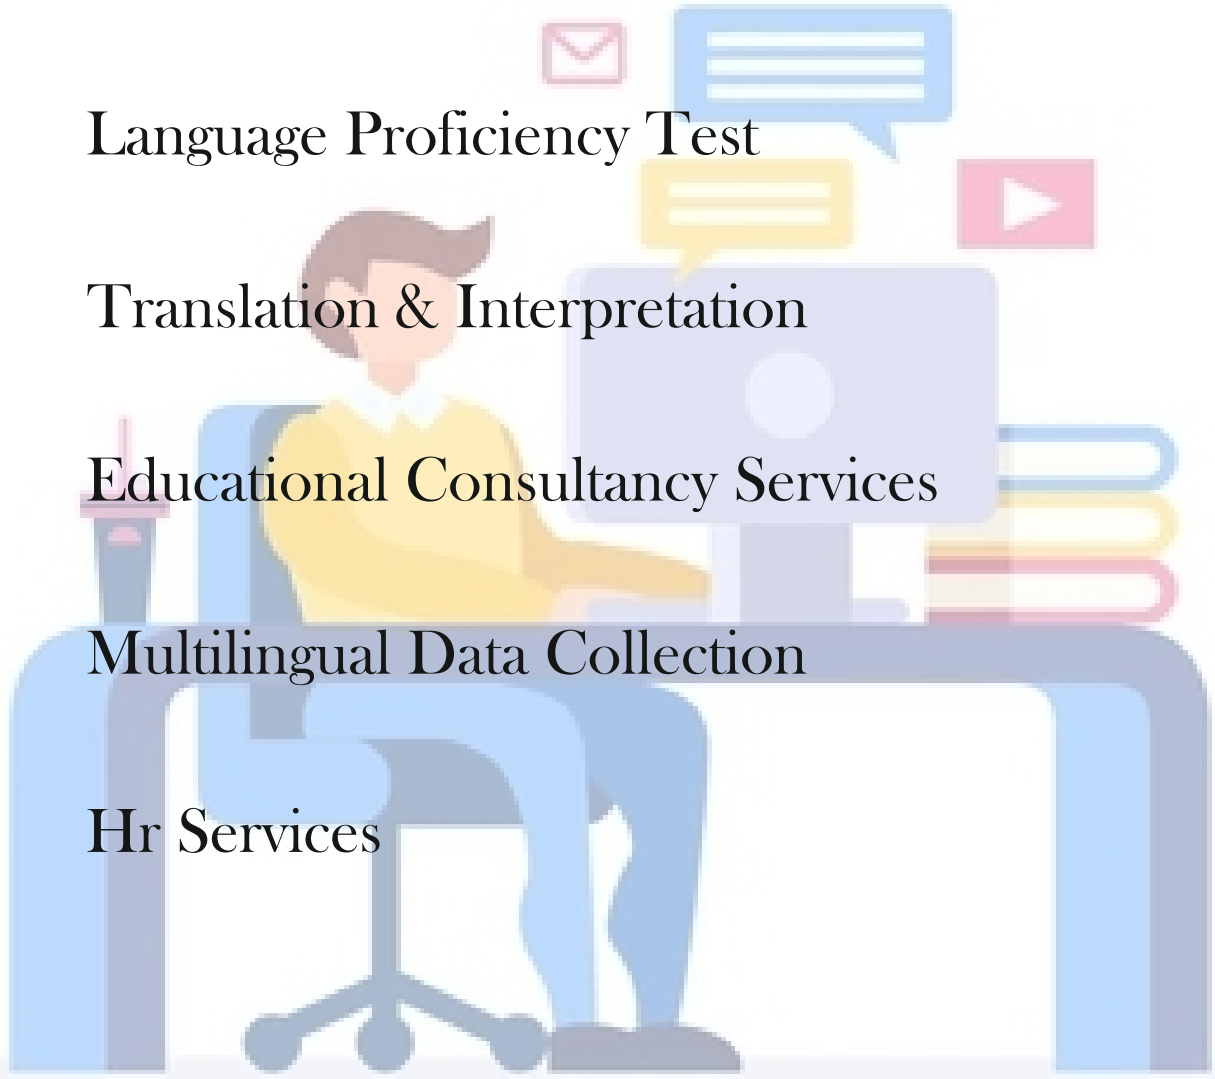 Language Proficiency Test
Translation & Interpretation
Educational Consultancy Services
Multilingual Data Collection
Hr Services